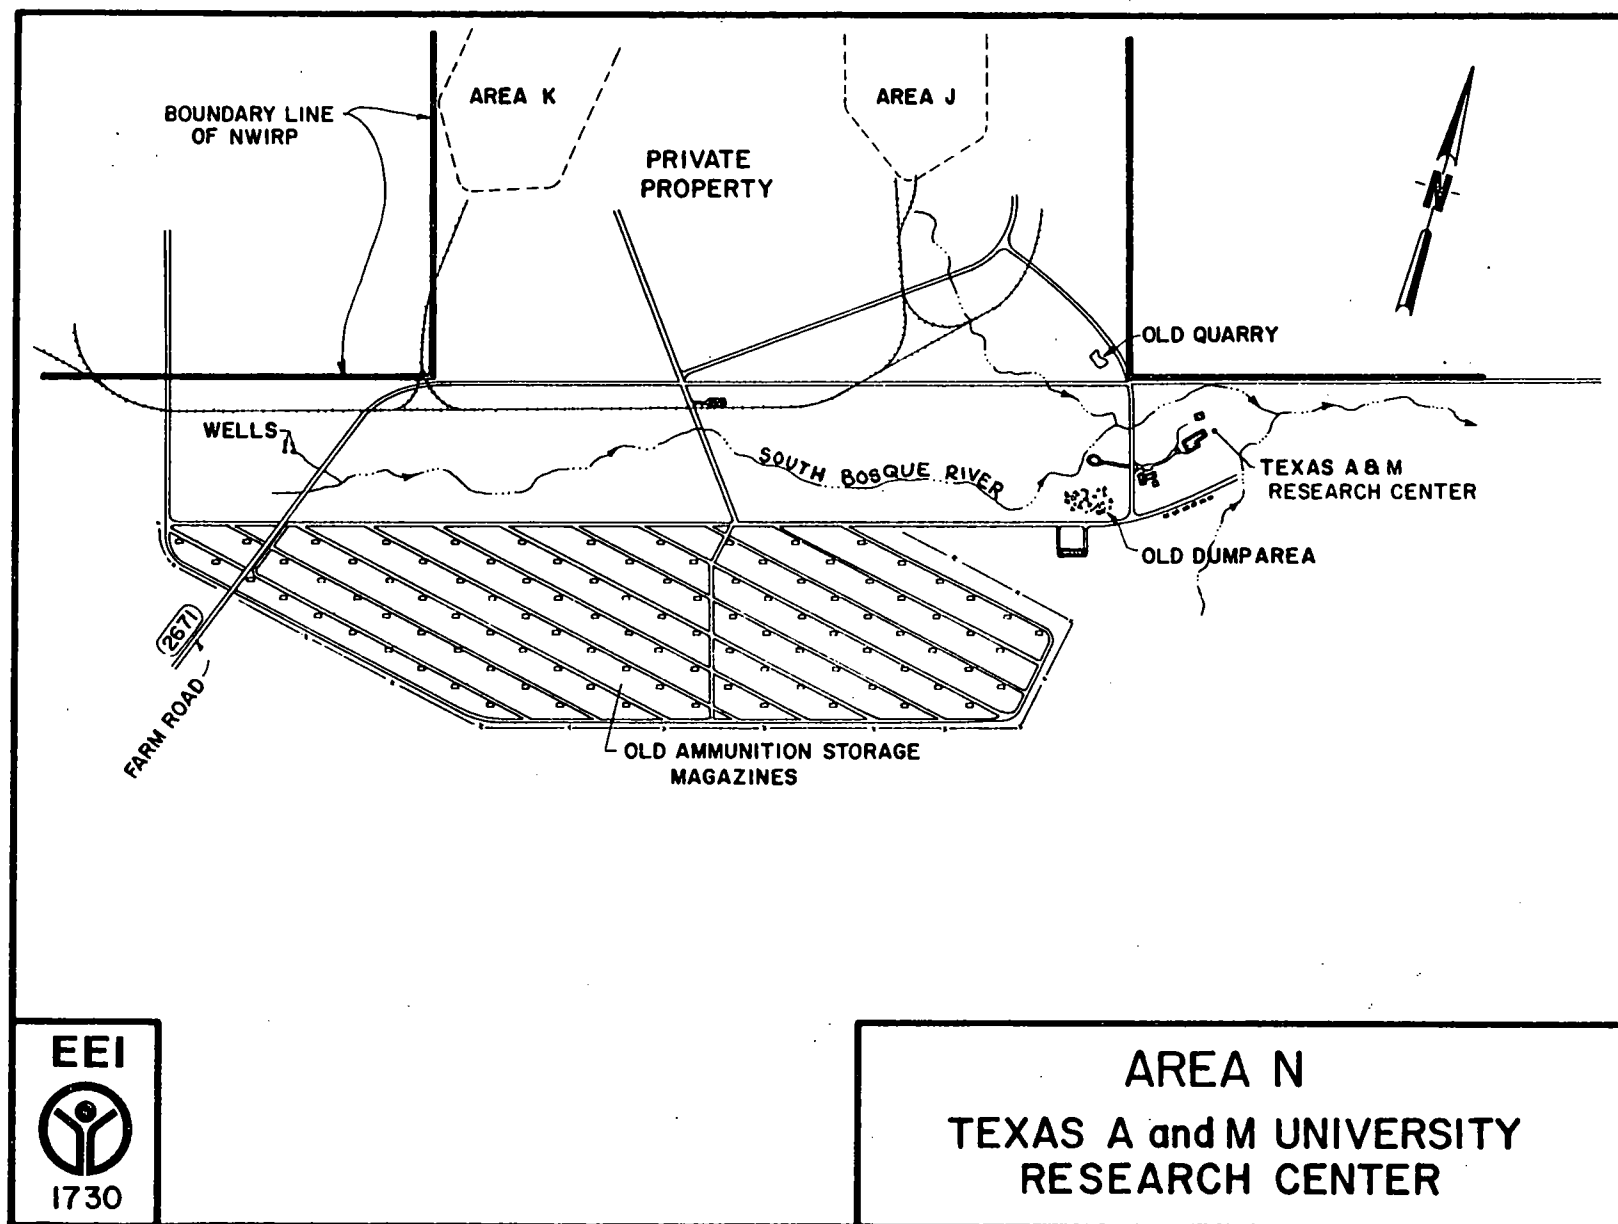 AREA K
AREA J
BOUNDARY LINE
OF NWIRP
PRIVATE
PROPERTY
N
OLD QUARRY
WELLS
SOUTH BOSQUE RIVER
TEXAS A & M
RESEARCH CENTER
OLD DUMP AREA
2671
FARM ROAD
OLD AMMUNITION STORAGE
MAGAZINES
EEI
1730
AREA N
TEXAS A and M UNIVERSITY
RESEARCH CENTER